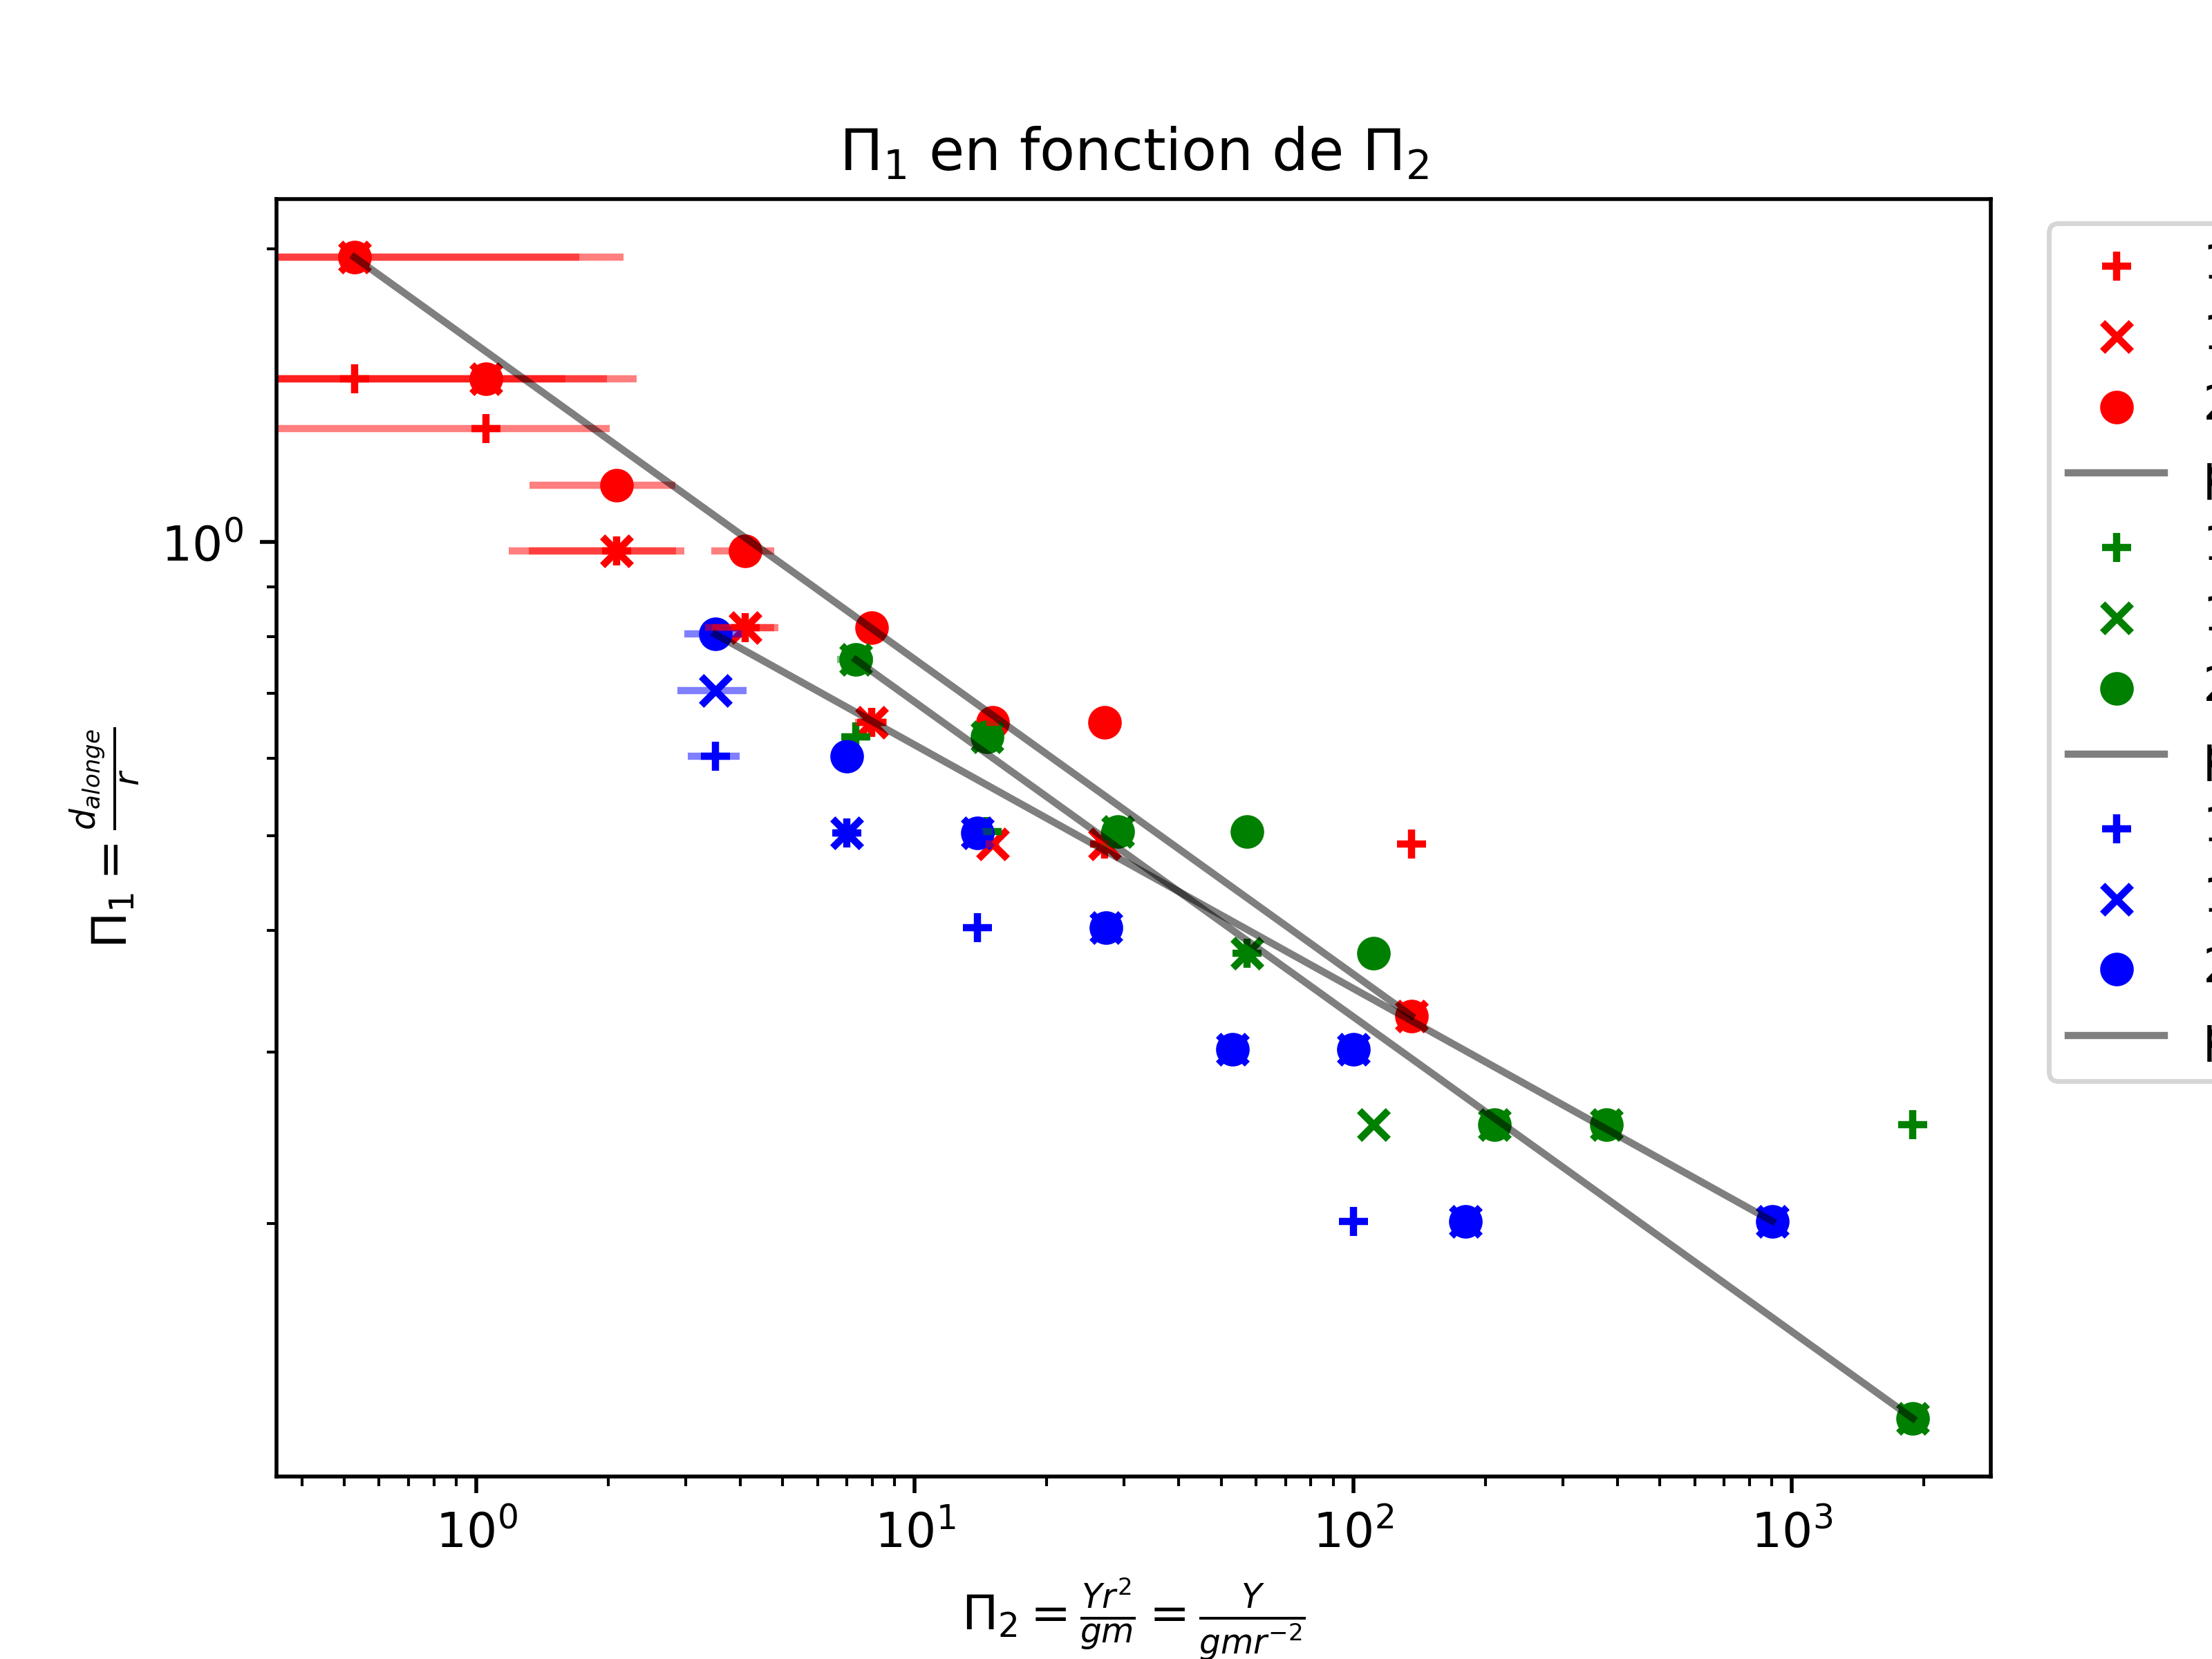 Π₁ en fonction de Π₂
10⁰
Π₁ = d_alonge / r
10⁰ 10¹ 10² 10³
Π₂ = Yr² / gm = Y / gmr⁻²